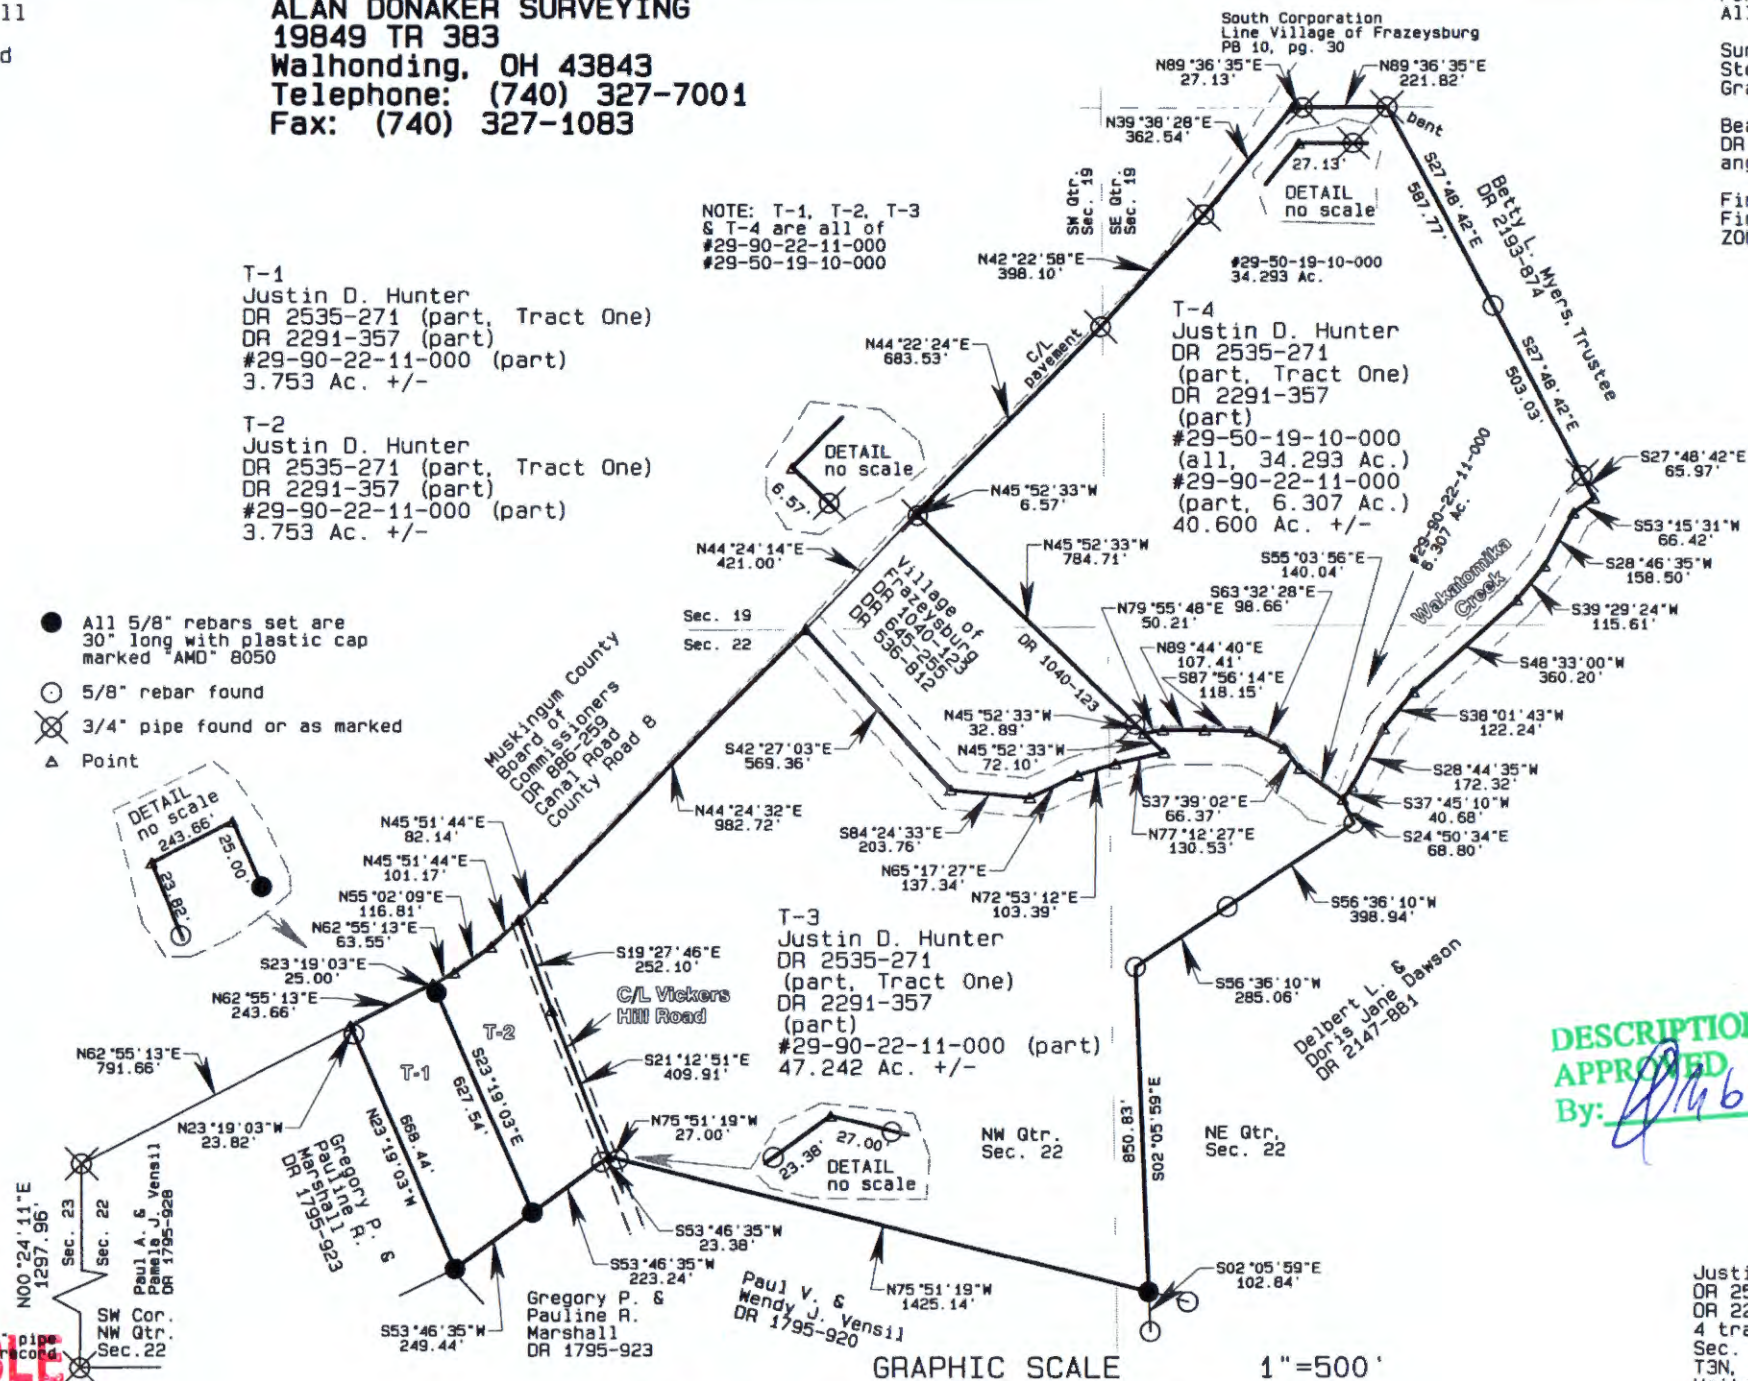 ll
d
ALAN DONAKER SURVEYING
19849 TR 383
Walhonding, OH 43843
Telephone: (740) 327-7001
Fax: (740) 327-1083
South Corporation
Line Village of Frazeysburg
PB 10, pg. 30
N89°36'35"E
27.13'
N89°36'35"E
221.82'
bent
N39°38'28"E
362.54'
27.13'
DETAIL
no scale
S27°48'42"E
587.77'
Betty L. Myers, Trustee
DR 2193-874
SW Qtr.
Sec. 19
SE Qtr.
Sec. 19
NOTE: T-1, T-2, T-3
& T-4 are all of
#29-90-22-11-000
#29-50-19-10-000
N42°22'58"E
398.10'
#29-50-19-10-000
34.293 Ac.
T-1
Justin D. Hunter
DR 2535-271 (part, Tract One)
DR 2291-357 (part)
#29-90-22-11-000 (part)
3.753 Ac. +/-
T-2
Justin D. Hunter
DR 2535-271 (part, Tract One)
DR 2291-357 (part)
#29-90-22-11-000 (part)
3.753 Ac. +/-
T-4
Justin D. Hunter
DR 2535-271
(part, Tract One)
DR 2291-357
(part)
#29-50-19-10-000
(all, 34.293 Ac.)
#29-90-22-11-000
(part, 6.307 Ac.)
40.600 Ac. +/-
N44°22'24"E
683.53'
C/L
pavement
S27°48'42"E
503.03'
DETAIL
no scale
6.57'
N45°52'33"W
6.57'
S27°48'42"E
65.97'
S53°15'31"W
66.42'
S28°46'35"W
158.50'
S39°29'24"W
115.61'
S48°33'00"W
360.20'
S38°01'43"W
122.24'
S28°44'35"W
172.32'
S37°45'10"W
40.68'
S24°50'34"E
68.80'
#29-90-22-11-000
6.307 Ac.
Wakatomika
Creek
N44°24'14"E
421.00'
N45°52'33"W
784.71'
S55°03'56"E
140.04'
S63°32'28"E
98.66'
N79°55'48"E
50.21'
N89°44'40"E
107.41'
S87°56'14"E
118.15'
Village of
Frazeysburg
DR 1040-123
DR 645-255
DR 536-812
DR 1040-123
Sec. 19
Sec. 22
All 5/8" rebars set are
30" long with plastic cap
marked "AMD" 8050
5/8" rebar found
3/4" pipe found or as marked
Point
Muskingum County
Board of
Commissioners
DR 886-259
Canal Road
County Road 8
N45°52'33"W
32.89'
N45°52'33"W
72.10'
S42°27'03"E
569.36'
N44°24'32"E
982.72'
S84°24'33"E
203.76'
N65°17'27"E
137.34'
N72°53'12"E
103.39'
S37°39'02"E
66.37'
N77°12'27"E
130.53'
DETAIL
no scale
243.66'
25.00'
23.82'
N45°51'44"E
82.14'
N45°51'44"E
101.17'
N55°02'09"E
116.81'
N62°55'13"E
63.55'
S23°19'03"E
25.00'
N62°55'13"E
243.66'
N62°55'13"E
791.66'
S19°27'46"E
252.10'
C/L Vickers
Hill Road
S21°12'51"E
409.91'
T-3
Justin D. Hunter
DR 2535-271
(part, Tract One)
DR 2291-357
(part)
#29-90-22-11-000 (part)
47.242 Ac. +/-
S56°36'10"W
398.94'
S56°36'10"W
285.06'
Delbert L. &
Doris Jane Dawson
DR 2147-881
T-2
T-1
S23°19'03"E
627.54'
N23°19'03"W
668.44'
N23°19'03"W
23.82'
Gregory P. &
Pauline R.
Marshall
DR 1795-923
N75°51'19"W
27.00'
23.38'
27.00'
DETAIL
no scale
NW Qtr.
Sec. 22
850.83'
S02°05'59"E
NE Qtr.
Sec. 22
DESCRIPTION
APPROVED
By:
N00°24'11"E
1297.96'
Sec. 23
Sec. 22
Paul A. &
Pamela J. Vensil
DR 1795-928
SW Cor.
NW Qtr.
Sec.22
" pipe
record
S53°46'35"W
249.44'
S53°46'35"W
223.24'
S53°46'35"W
23.38'
Gregory P. &
Pauline R.
Marshall
DR 1795-923
Paul V. &
Wendy J. Vensil
DR 1795-920
N75°51'19"W
1425.14'
S02°05'59"E
102.84'
GRAPHIC SCALE 1"=500'
All
Sur
Ste
Gra
Bea
DR
ang
Fir
Fir
ZON
Justi
DR 25
DR 22
4 tra
Sec.
T3N,